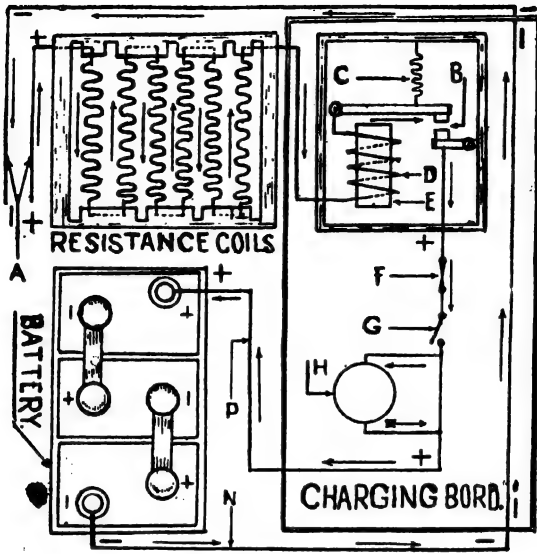 C
B
D
E
RESISTANCE COILS
A
F
BATTERY.
G
H
P
N
CHARGING BORD.